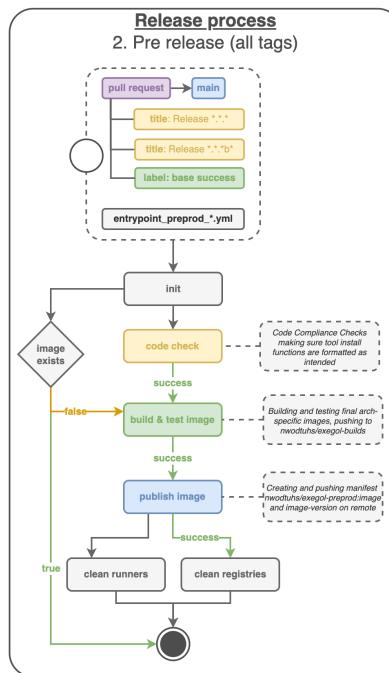 Release process
2. Pre release (all tags)
pull request
main
title: Release *.*.*
title: Release *.*.*b*
label: base success
entrypoint_preprod_*.yml
init
image
exists
code check
Code Compliance Checks
making sure tool install
functions are formatted as
intended
success
false
build & test image
Building and testing final arch-
specific images, pushing to
nwodtuhs/exegol-builds
success
publish image
Creating and pushing manifest
nwodtuhs/exegol-preprod:image
and image-version on remote
success
true
clean runners
clean registries